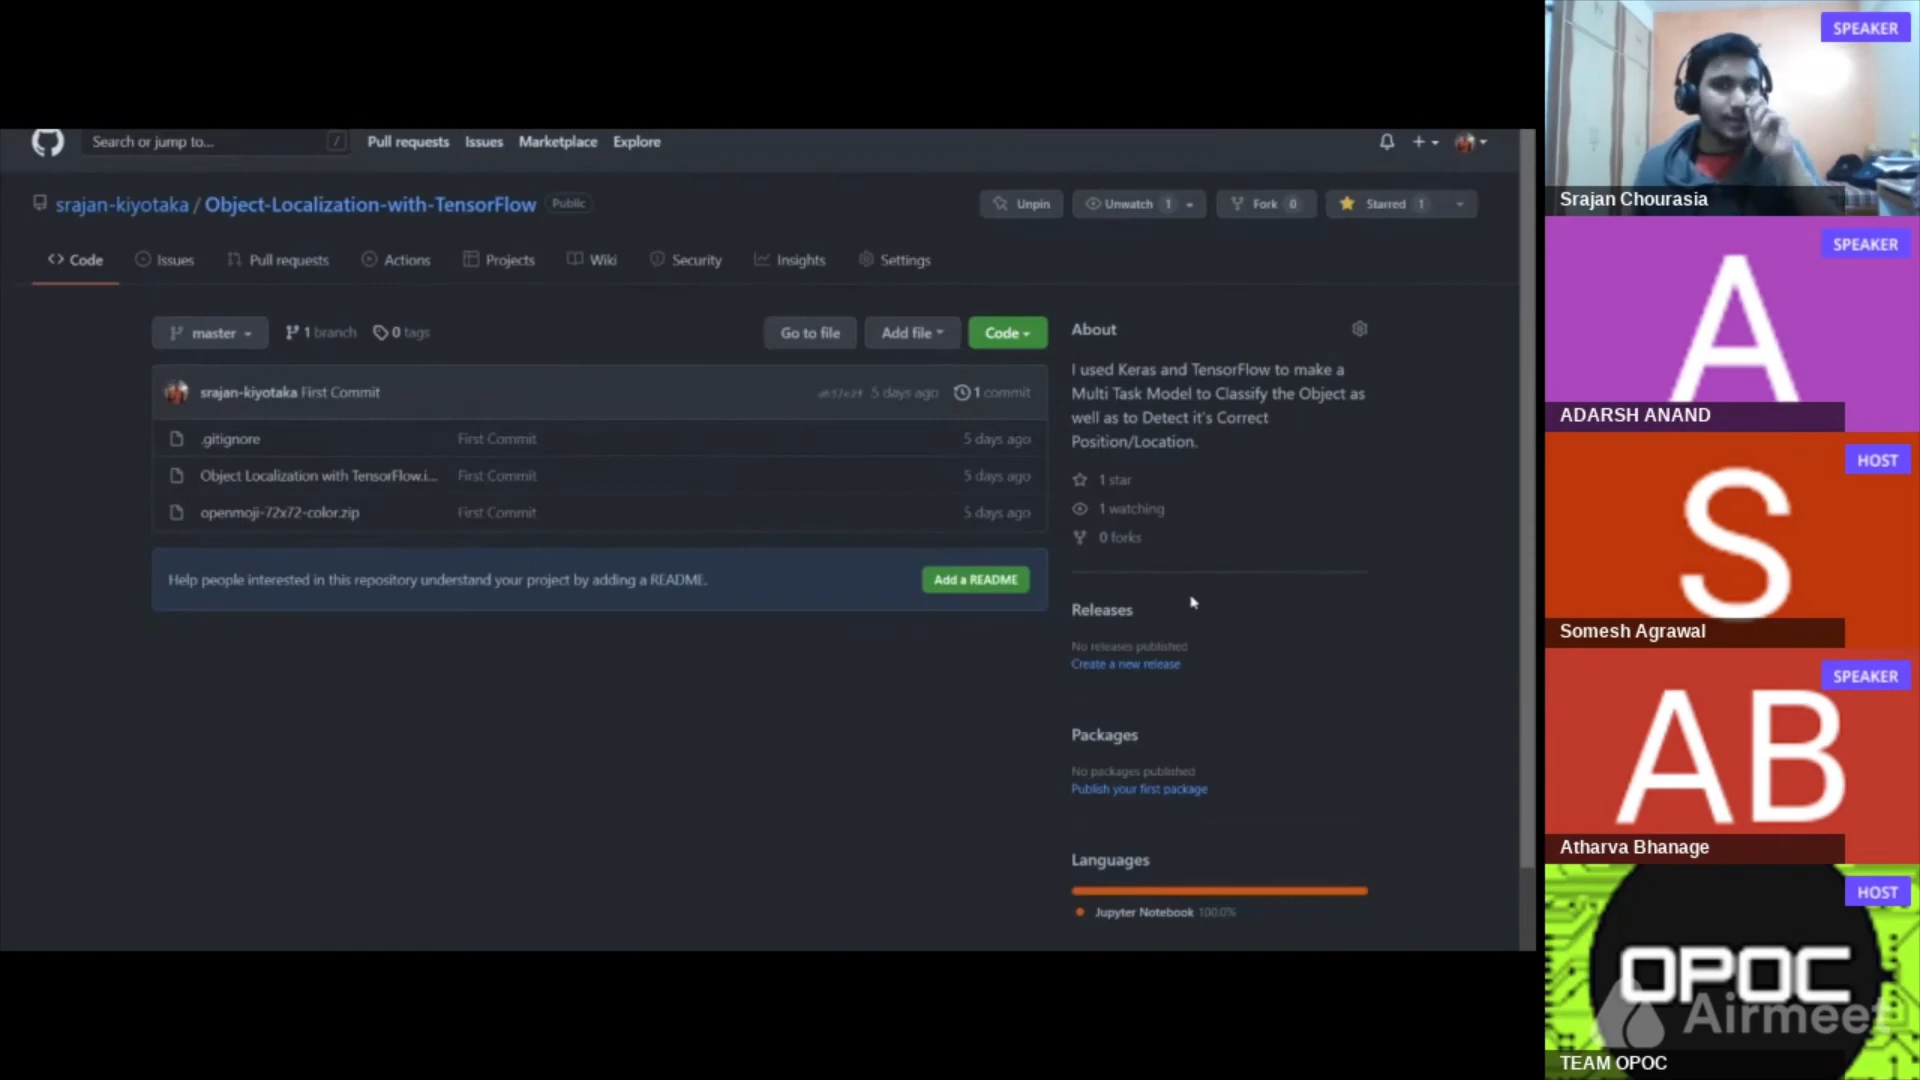 Search or jump to... /
Pull requests Issues Marketplace Explore
srajan-kiyotaka / Object-Localization-with-TensorFlow Public
Unpin Unwatch 1 Fork 0 Starred 1
Code Issues Pull requests Actions Projects Wiki Security Insights Settings
master 1 branch 0 tags
Go to file Add file Code
srajan-kiyotaka First Commit 5 days ago 1 commit
.gitignore First Commit 5 days ago
Object Localization with TensorFlow.i... First Commit 5 days ago
openmoji-72x72-color.zip First Commit 5 days ago
Help people interested in this repository understand your project by adding a README. Add a README
About
I used Keras and TensorFlow to make a
Multi Task Model to Classify the Object as
well as to Detect it's Correct
Position/Location.
1 star
1 watching
0 forks
Releases
No releases published
Create a new release
Packages
No packages published
Publish your first package
Languages
Jupyter Notebook 100.0%
SPEAKER
Srajan Chourasia
SPEAKER
A
ADARSH ANAND
HOST
S
Somesh Agrawal
SPEAKER
AB
Atharva Bhanage
HOST
OPOC
Airmeet
TEAM OPOC